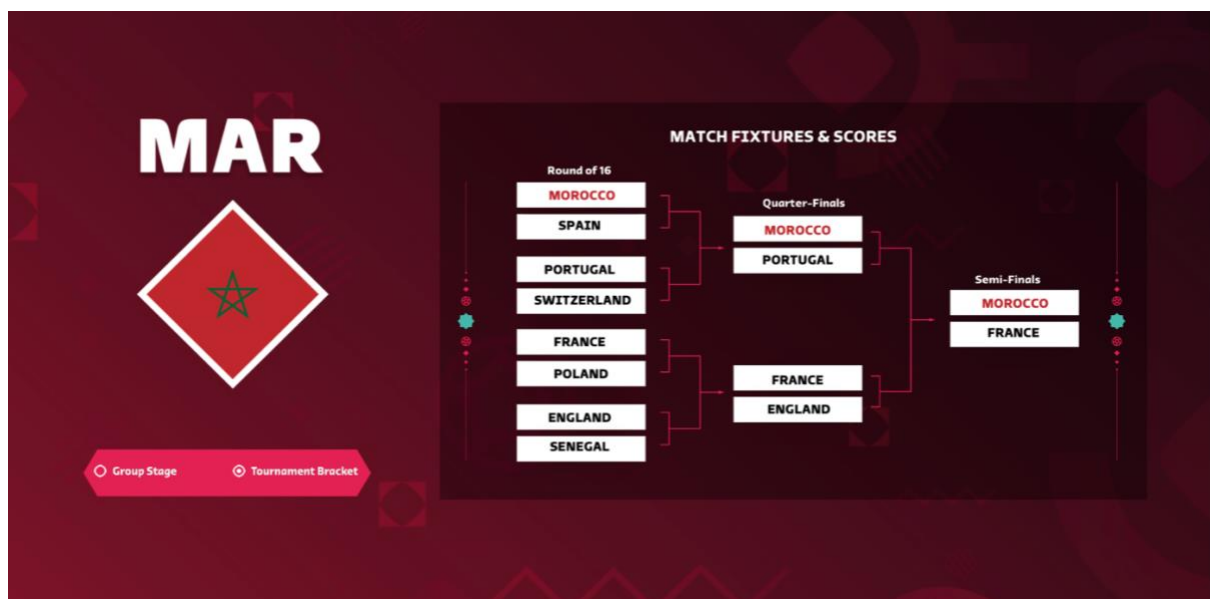 MAR
Group Stage
Tournament Bracket
MATCH FIXTURES & SCORES
Round of 16
MOROCCO
SPAIN
PORTUGAL
SWITZERLAND
FRANCE
POLAND
ENGLAND
SENEGAL
Quarter-Finals
MOROCCO
PORTUGAL
FRANCE
ENGLAND
Semi-Finals
MOROCCO
FRANCE